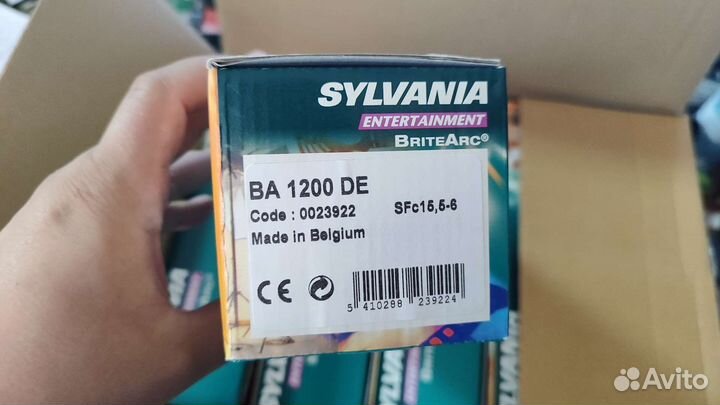 SYLVANIA
ENTERTAINMENT
BRITEARC®
BA 1200 DE
Code : 0023922 SFc15,5-6
Made in Belgium
CE
5 410288 239224
SYLVAN
Avito